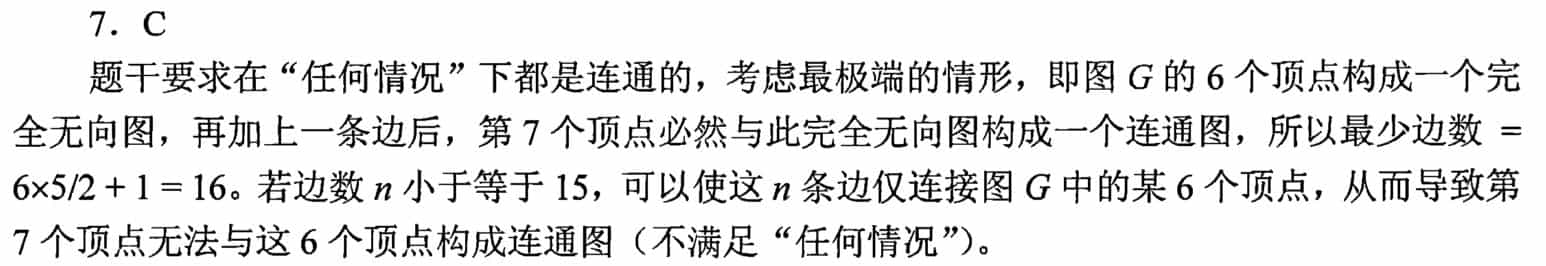 7. C
题干要求在“任何情况”下都是连通的，考虑最极端的情形，即图 G 的 6 个顶点构成一个完
全无向图，再加上一条边后，第 7 个顶点必然与此完全无向图构成一个连通图，所以最少边数 =
6×5/2 + 1 = 16。若边数 n 小于等于 15，可以使这 n 条边仅连接图 G 中的某 6 个顶点，从而导致第
7 个顶点无法与这 6 个顶点构成连通图（不满足“任何情况”）。